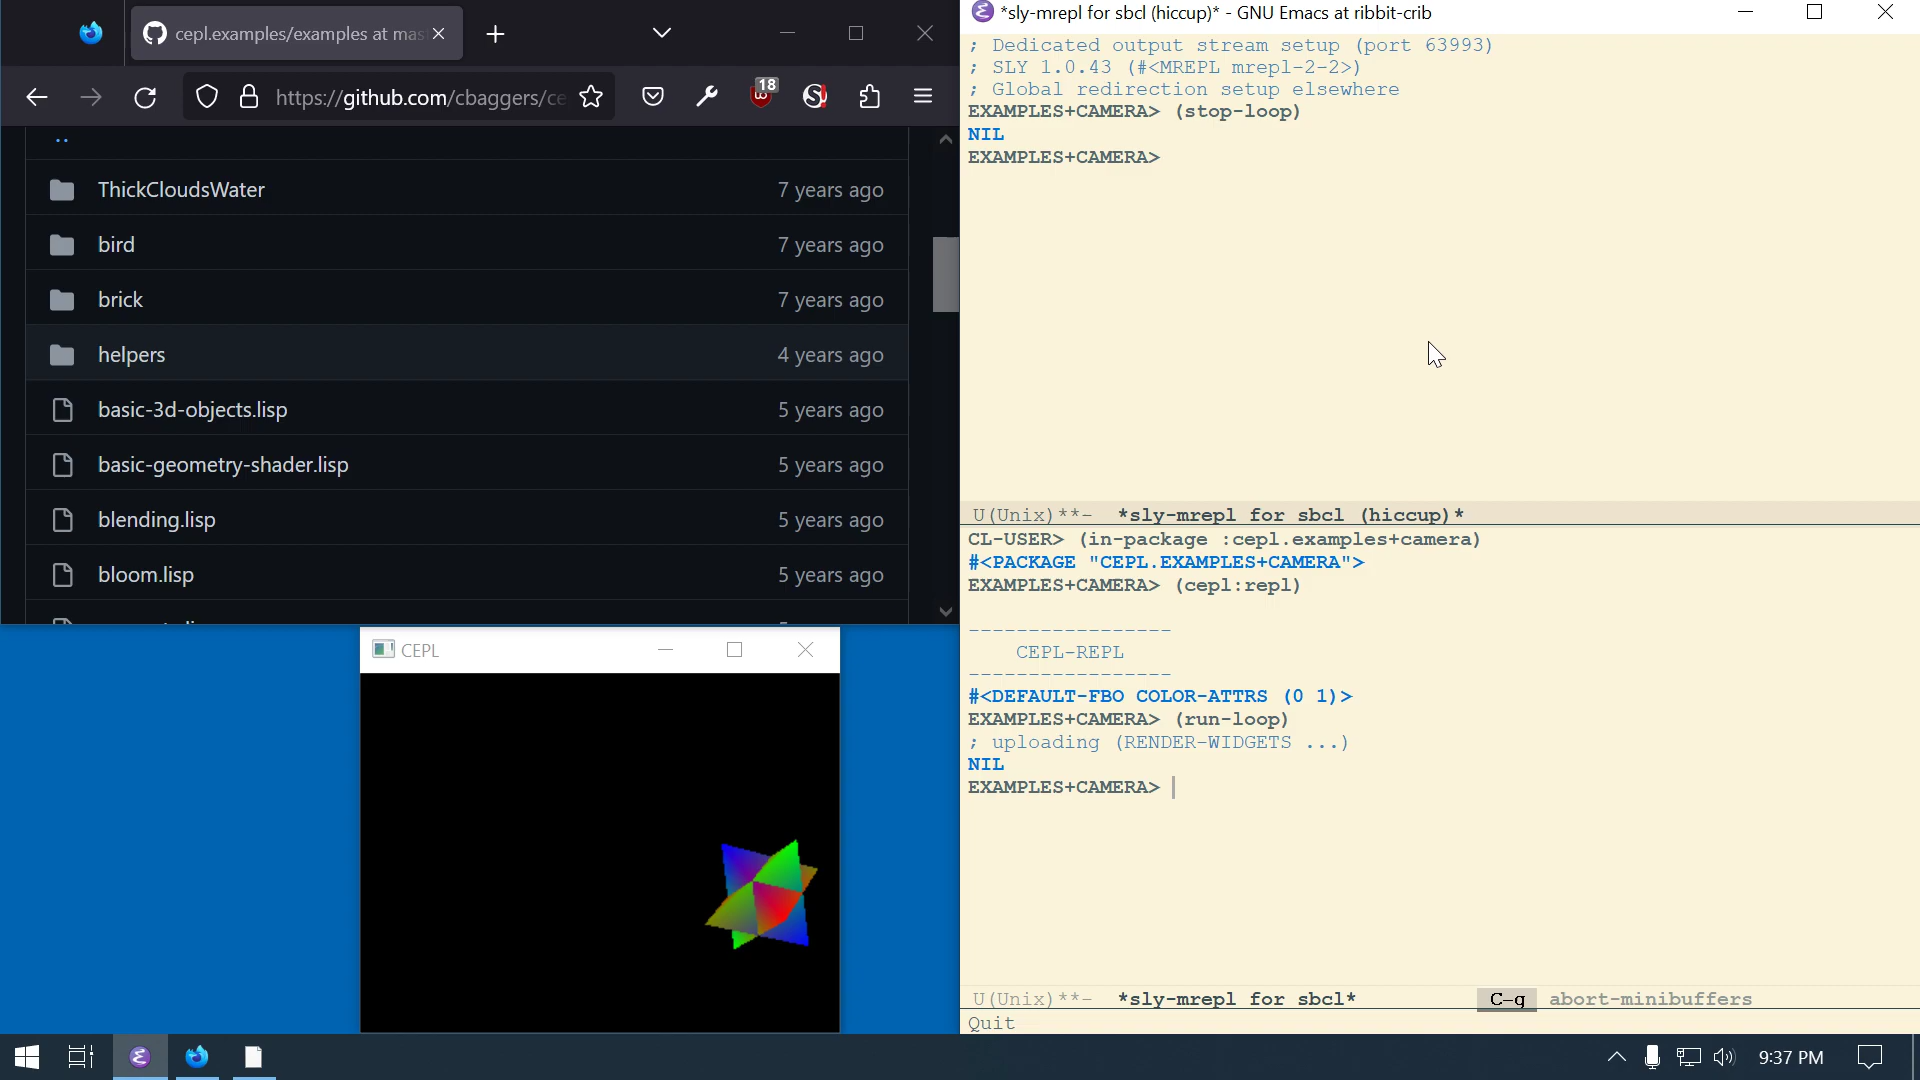 cepl.examples/examples at mas
https://github.com/cbaggers/ce
18
..
ThickCloudsWater 7 years ago
bird 7 years ago
brick 7 years ago
helpers 4 years ago
basic-3d-objects.lisp 5 years ago
basic-geometry-shader.lisp 5 years ago
blending.lisp 5 years ago
bloom.lisp 5 years ago
CEPL
*sly-mrepl for sbcl (hiccup)* - GNU Emacs at ribbit-crib
; Dedicated output stream setup (port 63993)
; SLY 1.0.43 (#<MREPL mrepl-2-2>)
; Global redirection setup elsewhere
EXAMPLES+CAMERA> (stop-loop)
NIL
EXAMPLES+CAMERA>
U(Unix)**- *sly-mrepl for sbcl (hiccup)*
CL-USER> (in-package :cepl.examples+camera)
#<PACKAGE "CEPL.EXAMPLES+CAMERA">
EXAMPLES+CAMERA> (cepl:repl)
-----------------
CEPL-REPL
-----------------
#<DEFAULT-FBO COLOR-ATTRS (0 1)>
EXAMPLES+CAMERA> (run-loop)
; uploading (RENDER-WIDGETS ...)
NIL
EXAMPLES+CAMERA>
U(Unix)**- *sly-mrepl for sbcl* C-g abort-minibuffers
Quit
9:37 PM